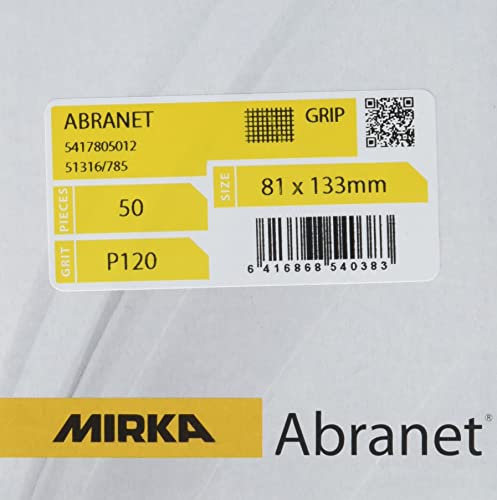 ABRANET
GRIP
5417805012
51316/785
PIECES
50
SIZE
81 x 133mm
GRIT
P120
6 416868 540383
MIRKA
Abranet®